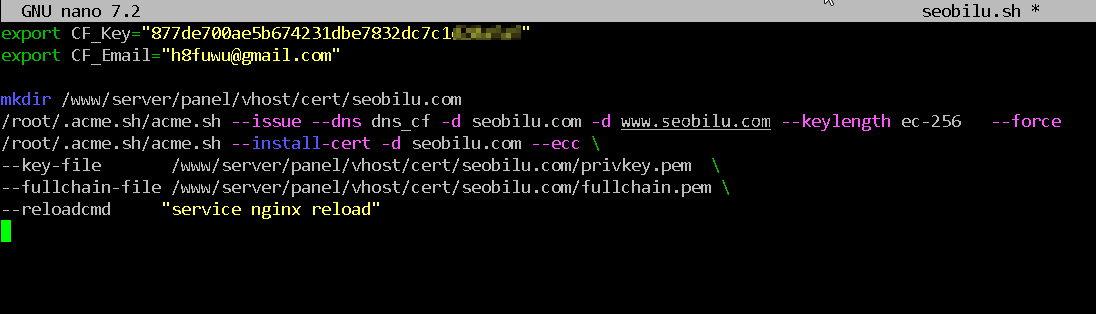 GNU nano 7.2 seobilu.sh *
export CF_Key="877de700ae5b674231dbe7832dc7c1
export CF_Email="h8fuwu@gmail.com"
mkdir /www/server/panel/vhost/cert/seobilu.com
/root/.acme.sh/acme.sh --issue --dns dns_cf -d seobilu.com -d www.seobilu.com --keylength ec-256 --force
/root/.acme.sh/acme.sh --install-cert -d seobilu.com --ecc \
--key-file /www/server/panel/vhost/cert/seobilu.com/privkey.pem \
--fullchain-file /www/server/panel/vhost/cert/seobilu.com/fullchain.pem \
--reloadcmd "service nginx reload"